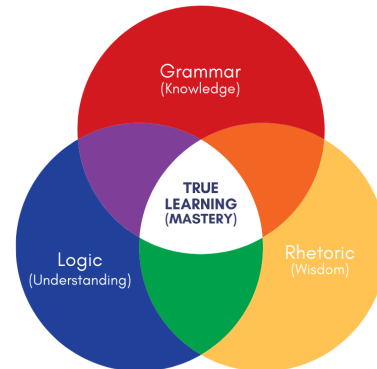 Grammar
(Knowledge)
TRUE
LEARNING
(MASTERY)
Logic
(Understanding)
Rhetoric
(Wisdom)